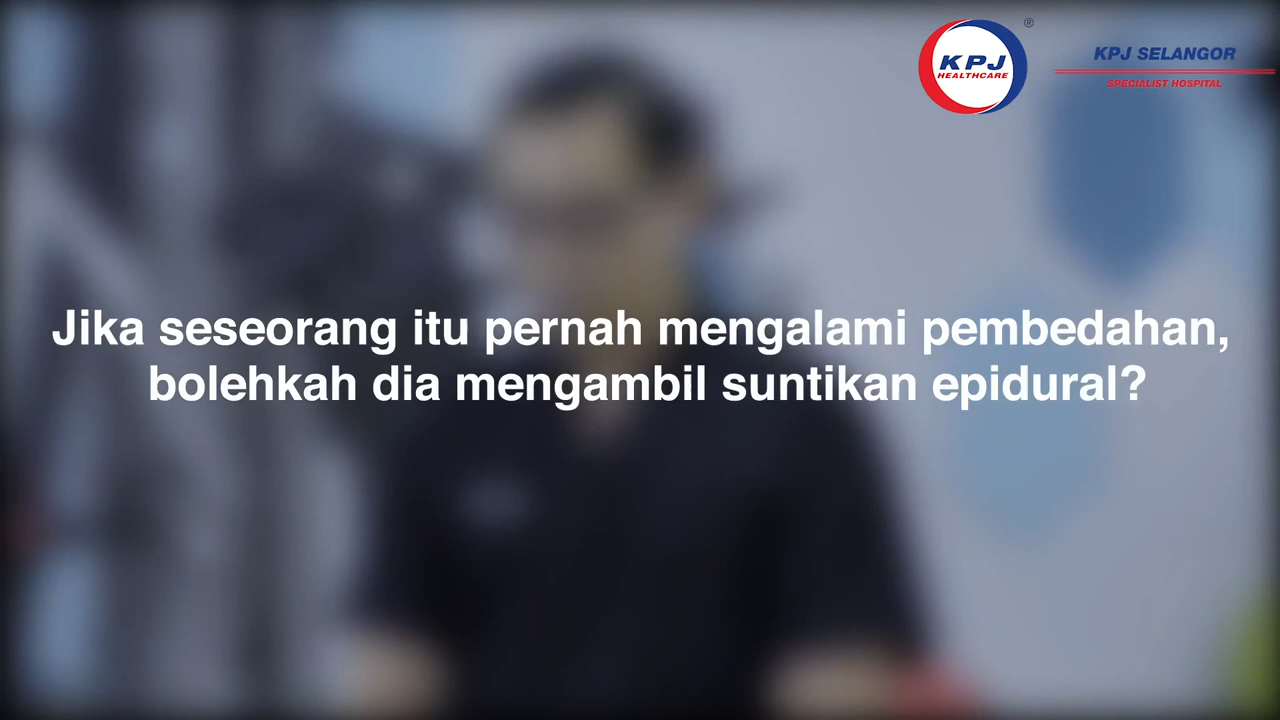 KPJ
HEALTHCARE
®
KPJ SELANGOR
SPECIALIST HOSPITAL
Jika seseorang itu pernah mengalami pembedahan,
bolehkah dia mengambil suntikan epidural?